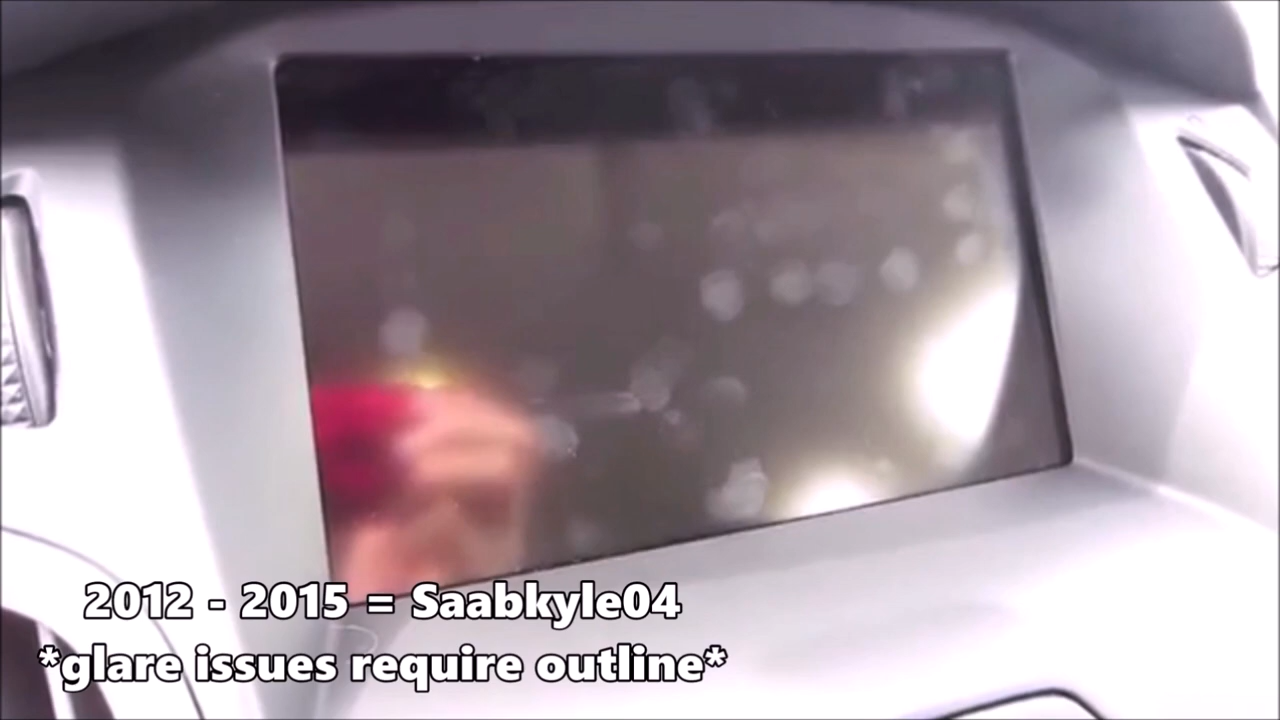 2012 - 2015 = Saabkyle04
*glare issues require outline*